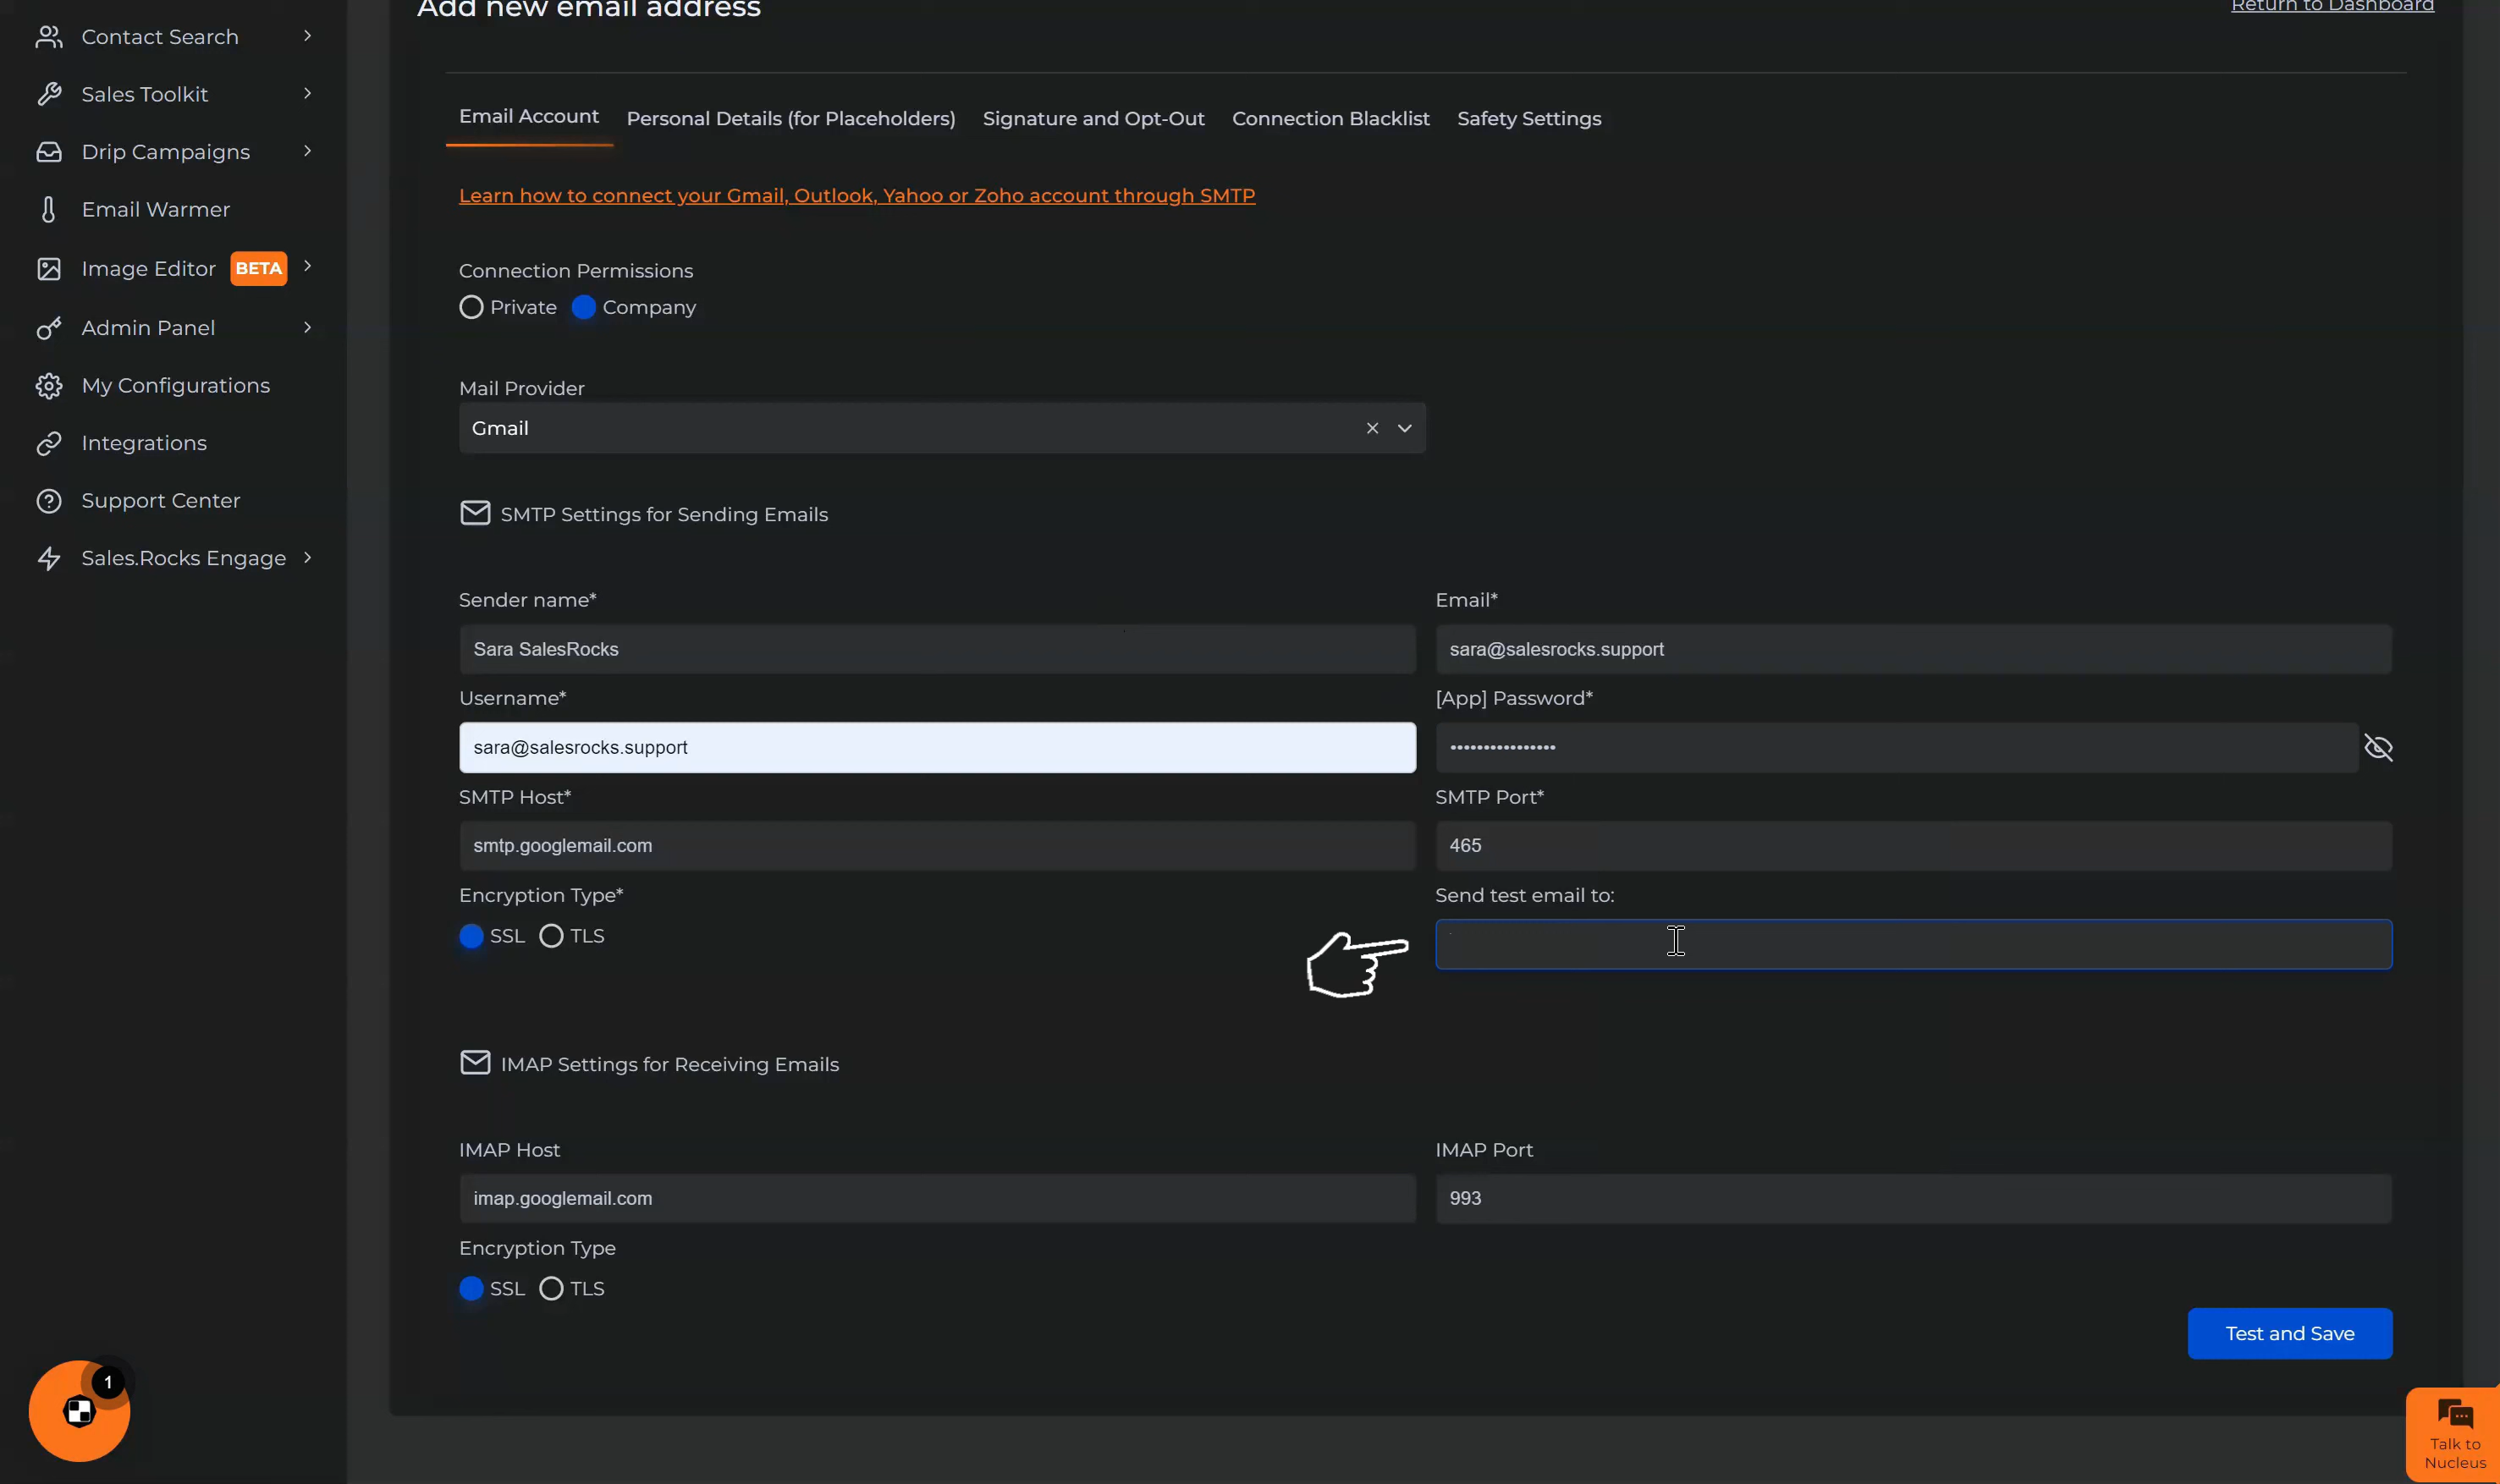 Add new email address
Return to Dashboard
Contact Search
Sales Toolkit
Drip Campaigns
Email Warmer
Image Editor BETA
Admin Panel
My Configurations
Integrations
Support Center
Sales.Rocks Engage
Email Account Personal Details (for Placeholders) Signature and Opt-Out Connection Blacklist Safety Settings
Learn how to connect your Gmail, Outlook, Yahoo or Zoho account through SMTP
Connection Permissions
Private Company
Mail Provider
Gmail
SMTP Settings for Sending Emails
Sender name* Email*
Sara SalesRocks sara@salesrocks.support
Username* [App] Password*
sara@salesrocks.support ••••••••••••••••
SMTP Host* SMTP Port*
smtp.googlemail.com 465
Encryption Type* Send test email to:
SSL TLS
IMAP Settings for Receiving Emails
IMAP Host IMAP Port
imap.googlemail.com 993
Encryption Type
SSL TLS
Test and Save
1
Talk to
Nucleus